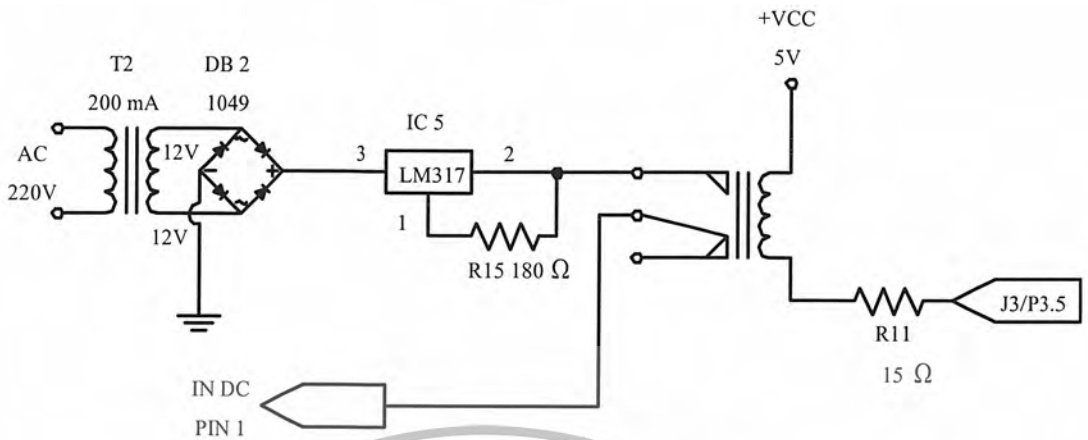 +VCC
5V
T2
200 mA
DB 2
1049
AC
220V
12V
12V
~
~
-
+
IC 5
3
LM317
2
1
R15 180 Ω
J3/P3.5
R11
15 Ω
IN DC
PIN 1